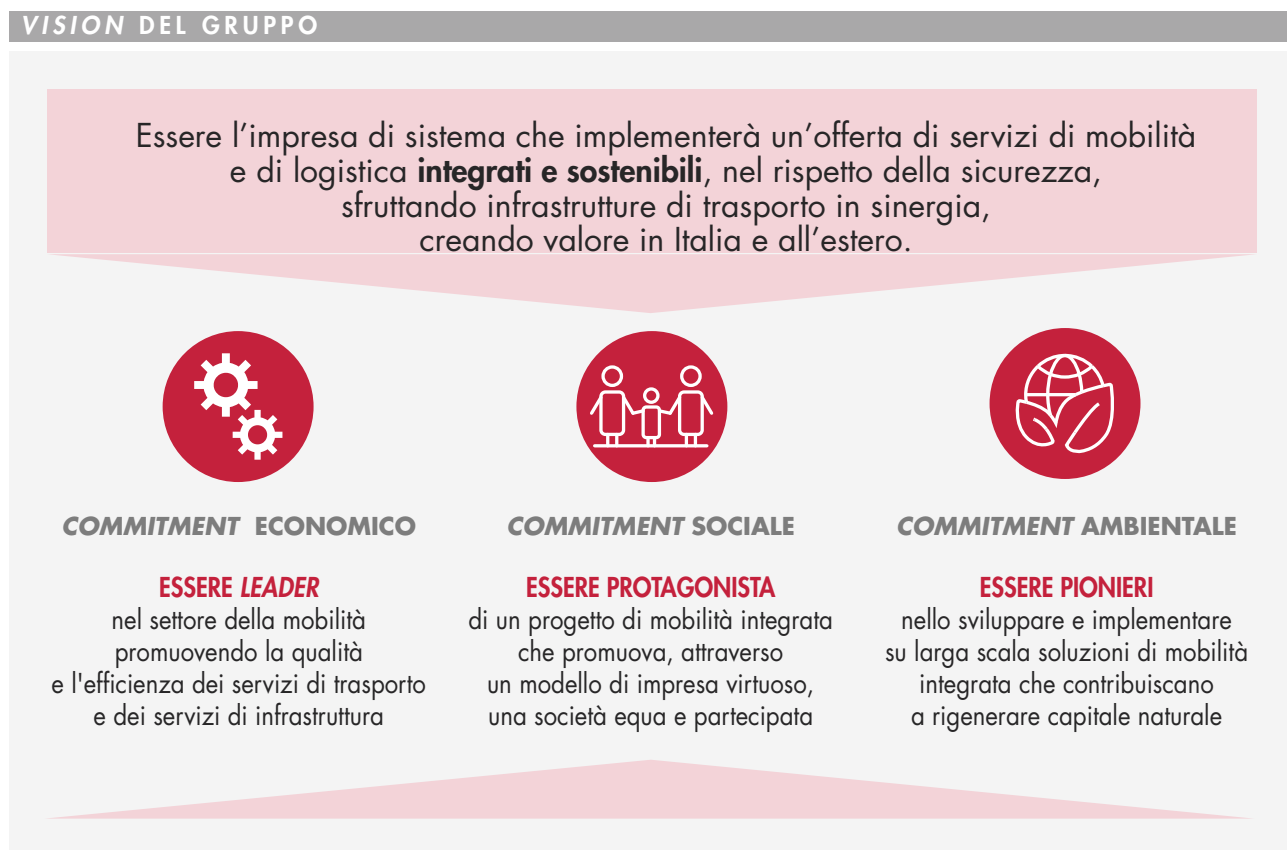 VISION DEL GRUPPO
Essere l’impresa di sistema che implementerà un’offerta di servizi di mobilità
e di logistica integrati e sostenibili, nel rispetto della sicurezza,
sfruttando infrastrutture di trasporto in sinergia,
creando valore in Italia e all’estero.
COMMITMENT ECONOMICO
ESSERE LEADER
nel settore della mobilità
promuovendo la qualità
e l'efficienza dei servizi di trasporto
e dei servizi di infrastruttura
COMMITMENT SOCIALE
ESSERE PROTAGONISTA
di un progetto di mobilità integrata
che promuova, attraverso
un modello di impresa virtuoso,
una società equa e partecipata
COMMITMENT AMBIENTALE
ESSERE PIONIERI
nello sviluppare e implementare
su larga scala soluzioni di mobilità
integrata che contribuiscano
a rigenerare capitale naturale